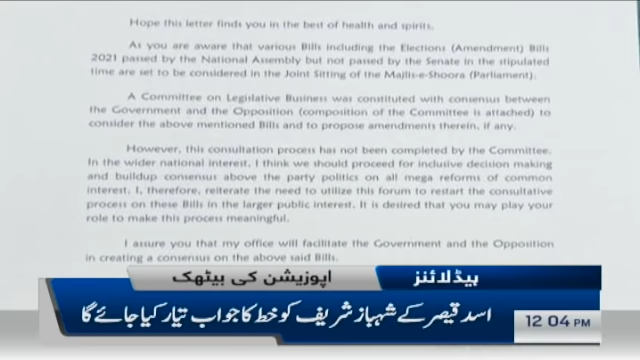 Hope this letter finds you in the best of health and spirits.
As you are aware that various Bills including the Elections (Amendment) Bills
2021 passed by the National Assembly but not passed by the Senate in the stipulated
time are set to be considered in the Joint Sitting of the Majlis-e-Shoora (Parliament).
A Committee on Legislative Business was constituted with consensus between
the Government and the Opposition (composition of the Committee is attached) to
consider the above mentioned Bills and to propose amendments therein, if any.
However, this consultation process has not been completed by the Committee.
In the wider national interest, I think we should proceed for inclusive decision making
and buildup consensus above the party politics on all mega reforms of common
interest. I, therefore, reiterate the need to utilize this forum to restart the consultative
process on these Bills in the larger public interest. It is desired that you may play your
role to make this process meaningful.
I assure you that my office will facilitate the Government and the Opposition
in creating a consensus on the above said Bills.
ہیڈلائنز
اپوزیشن کی بیٹھک
اسد قیصر کے شہباز شریف کو خط کا جواب تیار کیا جائے گا
12 04 PM